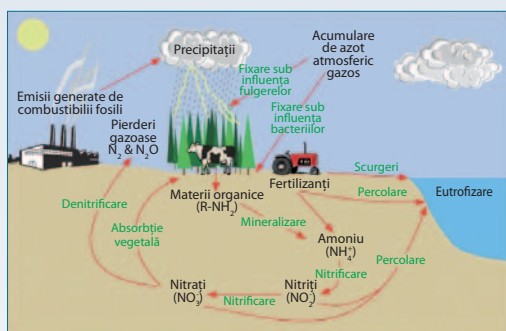 Precipitații
Acumulare
de azot
atmosferic
gazos
Fixare sub
influența
fulgerelor
Emisii generate de
combustibili fosili
Fixare sub
influența
bacteriilor
Pierderi
gazoase
N₂ & N₂O
Scurgeri
Materii organice
(R-NH₂)
Fertilizanți
Percolare
Eutrofizare
Denitrificare
Absorbție
vegetală
Mineralizare
Amoniu
(NH₄⁺)
Percolare
Nitrificare
Nitrați
(NO₃⁻)
Nitrificare
Nitriți
(NO₂⁻)